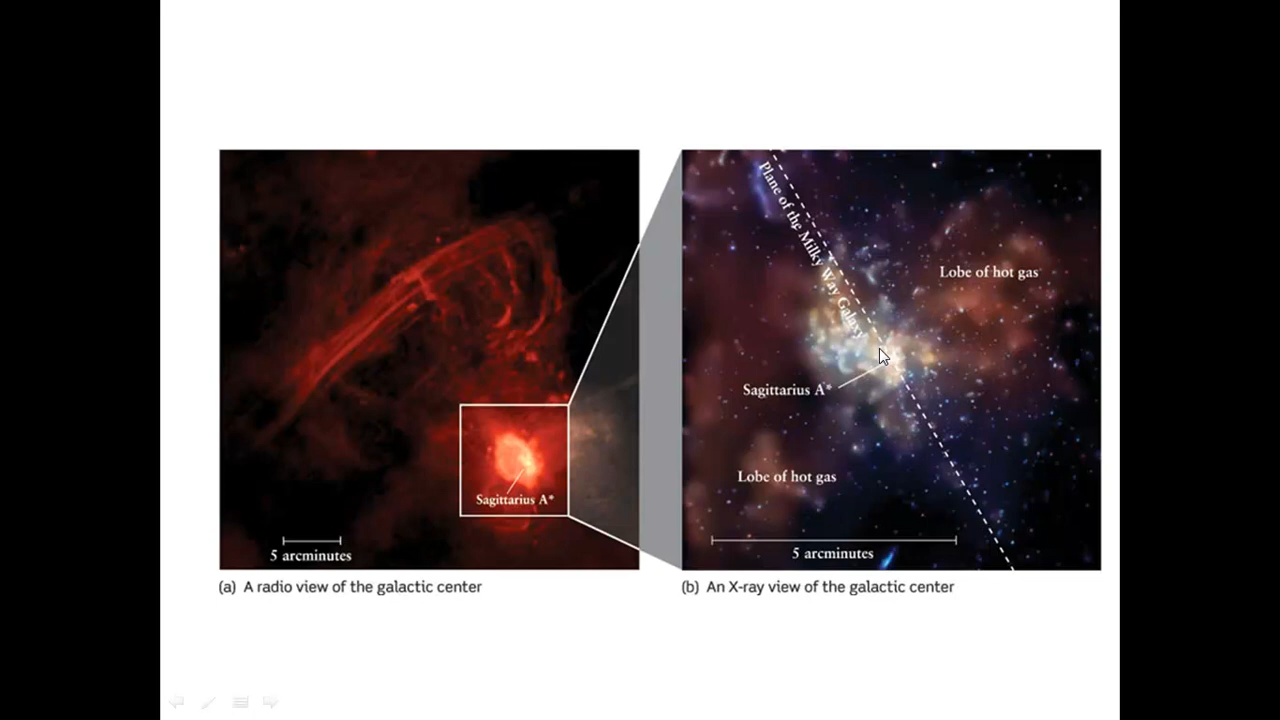 Sagittarius A*
5 arcminutes
(a) A radio view of the galactic center
Plane of the Milky Way Galaxy
Lobe of hot gas
Sagittarius A*
Lobe of hot gas
5 arcminutes
(b) An X-ray view of the galactic center